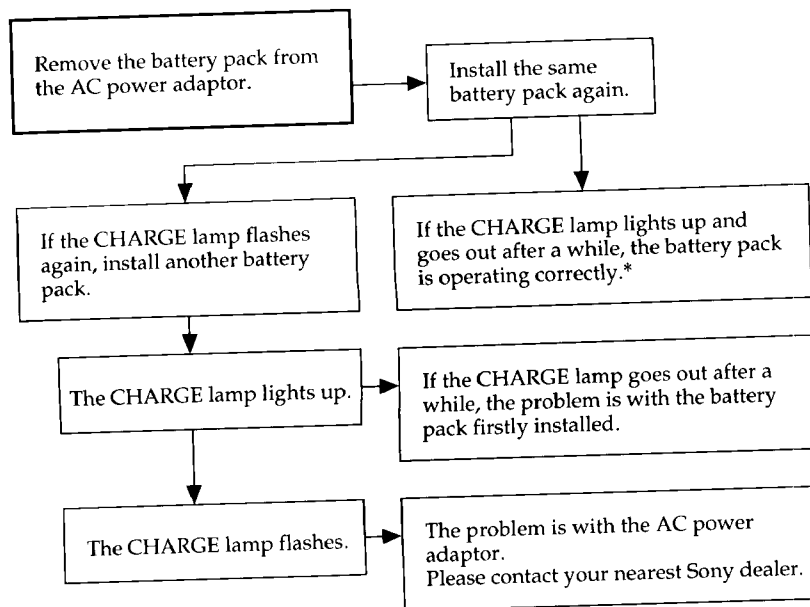 Remove the battery pack from
the AC power adaptor.
Install the same
battery pack again.
If the CHARGE lamp flashes
again, install another battery
pack.
If the CHARGE lamp lights up and
goes out after a while, the battery pack
is operating correctly.*
The CHARGE lamp lights up.
If the CHARGE lamp goes out after a
while, the problem is with the battery
pack firstly installed.
The CHARGE lamp flashes.
The problem is with the AC power
adaptor.
Please contact your nearest Sony dealer.